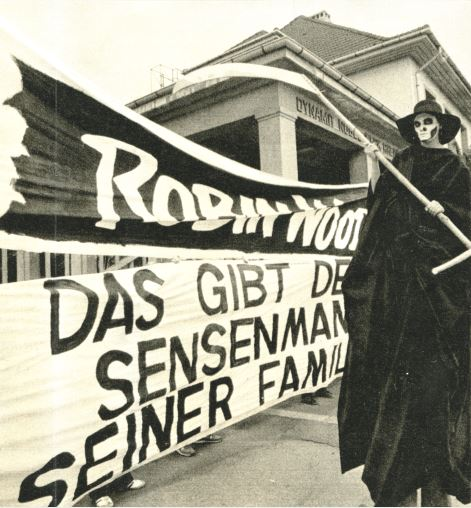 DYNAMIT NOBEL
ROBIN WOOD
DAS GIBT DE
SENSENMAN
SEINER FAMIL